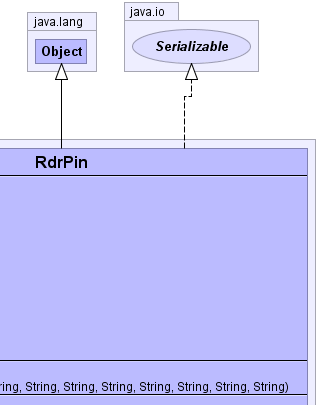 java.lang
java.io
Object
Serializable
RdrPin
ring, String, String, String, String, String, String, String)